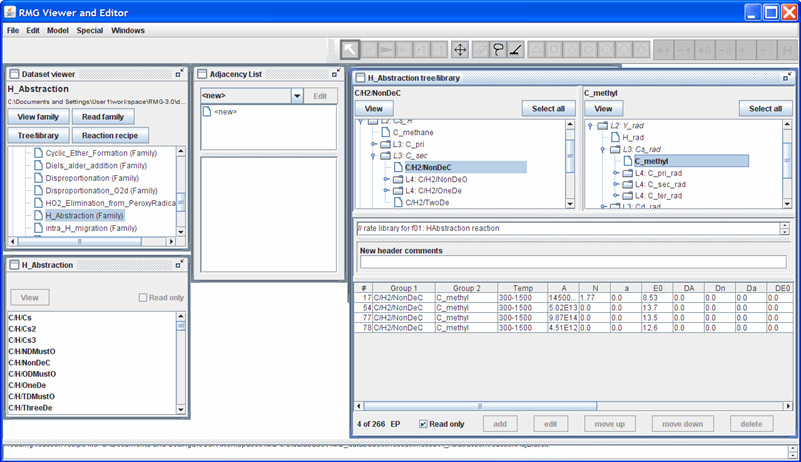 RMG Viewer and Editor
File Edit Model Special Windows
Dataset viewer
H_Abstraction
C:\Documents and Settings\User1\workspace\RMG-3.0\d...
View family Read family
Tree/library Reaction recipe
Cyclic_Ether_Formation (Family)
Diels_alder_addition (Family)
Disproportionation (Family)
Disproportionation_O2d (Family)
HO2_Elimination_from_PeroxyRadica
H_Abstraction (Family)
intra_H_migration (Family)
H_Abstraction
View Read only
C/H/Cs
C/H/Cs2
C/H/Cs3
C/H/NDMustO
C/H/NonDeC
C/H/ODMustO
C/H/OneDe
C/H/TDMustO
C/H/ThreeDe
Adjacency List
<new> Edit
<new>
H_Abstraction tree/library
C/H2/NonDeC
View Select all
L2: Cs_H
C_methane
L3: C_pri
L3: C_sec
C/H2/NonDeC
L4: C/H2/NonDeO
L4: C/H2/OneDe
C/H2/TwoDe
C_methyl
View Select all
L2: Y_rad
H_rad
L3: Cs_rad
C_methyl
L4: C_pri_rad
L4: C_sec_rad
L4: C_ter_rad
L3: Cd_rad
// rate library for f01: HAbstraction reaction
New header comments
# Group 1 Group 2 Temp A N a E0 DA Dn Da DE0
17 C/H2/NonDeC C_methyl 300-1500 14500... 1.77 0.0 8.53 0.0 0.0 0.0 0.0
54 C/H2/NonDeC C_methyl 300-1500 5.02E13 0.0 0.0 13.7 0.0 0.0 0.0 0.0
77 C/H2/NonDeC C_methyl 300-1500 9.87E14 0.0 0.0 13.5 0.0 0.0 0.0 0.0
78 C/H2/NonDeC C_methyl 300-1500 4.51E12 0.0 0.0 12.6 0.0 0.0 0.0 0.0
4 of 266 EP Read only add edit move up move down delete